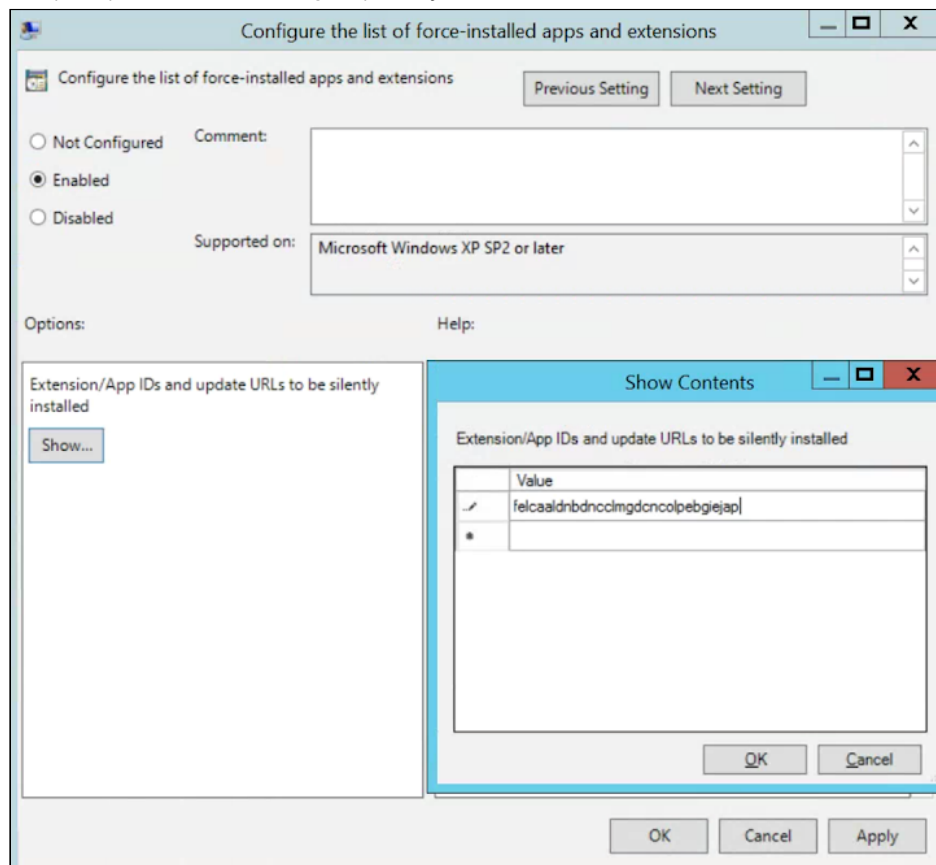 Configure the list of force-installed apps and extensions
Configure the list of force-installed apps and extensions
Previous Setting
Next Setting
Not Configured
Comment:
Enabled
Disabled
Supported on:
Microsoft Windows XP SP2 or later
Options:
Help:
Extension/App IDs and update URLs to be silently
installed
Show...
Show Contents
Extension/App IDs and update URLs to be silently installed
Value
felcaaldnbdncclmgdcncolpebgiejap
OK
Cancel
OK
Cancel
Apply